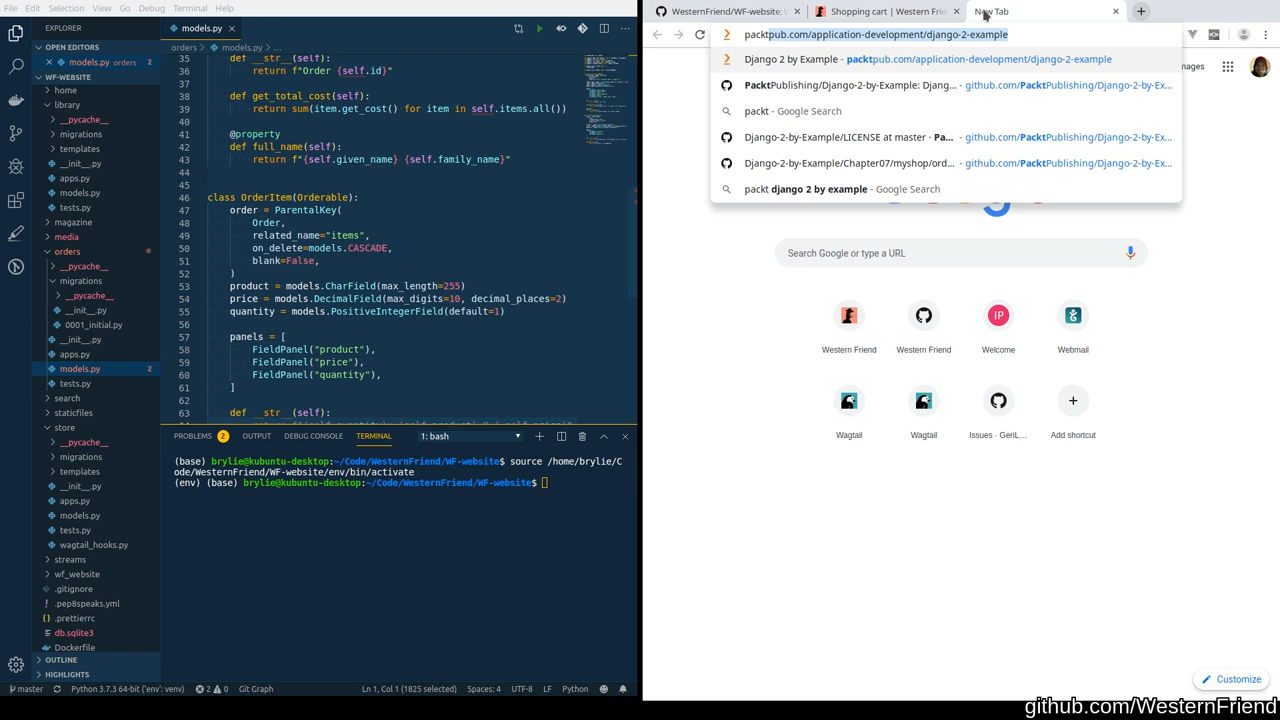 File Edit Selection View Go Debug Terminal Help
EXPLORER
OPEN EDITORS
models.py orders 2
WF-WEBSITE
home
library
__pycache__
migrations
templates
__init__.py
apps.py
models.py
tests.py
magazine
media
orders
__pycache__
migrations
__pycache__
__init__.py
0001_initial.py
__init__.py
apps.py
models.py 2
tests.py
search
staticfiles
store
__pycache__
migrations
templates
__init__.py
apps.py
models.py
tests.py
wagtail_hooks.py
streams
wf_website
.gitignore
.pep8speaks.yml
.prettierrc
db.sqlite3
Dockerfile
OUTLINE
HIGHLIGHTS
models.py
orders > models.py > ...
35 def __str__(self):
36 return f"Order {self.id}"
37
38 def get_total_cost(self):
39 return sum(item.get_cost() for item in self.items.all())
40
41 @property
42 def full_name(self):
43 return f"{self.given_name} {self.family_name}"
44
45
46 class OrderItem(Orderable):
47 order = ParentalKey(
48 Order,
49 related_name="items",
50 on_delete=models.CASCADE,
51 blank=False,
52 )
53 product = models.CharField(max_length=255)
54 price = models.DecimalField(max_digits=10, decimal_places=2)
55 quantity = models.PositiveIntegerField(default=1)
56
57 panels = [
58 FieldPanel("product"),
59 FieldPanel("price"),
60 FieldPanel("quantity"),
61 ]
62
63 def __str__(self):
PROBLEMS 2 OUTPUT DEBUG CONSOLE TERMINAL 1: bash
(base) brylie@kubuntu-desktop:~/Code/WesternFriend/WF-website$ source /home/brylie/C
ode/WesternFriend/WF-website/env/bin/activate
(env) (base) brylie@kubuntu-desktop:~/Code/WesternFriend/WF-website$
master Python 3.7.3 64-bit ('env': venv) 2 0 Git Graph Ln 1, Col 1 (1825 selected) Spaces: 4 UTF-8 LF Python
WesternFriend/WF-website: W
Shopping cart | Western Frie
New Tab
packtpub.com/application-development/django-2-example
Django 2 by Example - packtpub.com/application-development/django-2-example
PacktPublishing/Django-2-by-Example: Djang... - github.com/PacktPublishing/Django-2-by-Ex...
packt - Google Search
Django-2-by-Example/LICENSE at master · Pa... - github.com/PacktPublishing/Django-2-by-Ex...
Django-2-by-Example/Chapter07/myshop/ord... - github.com/PacktPublishing/Django-2-by-Ex...
packt django 2 by example - Google Search
mages
Search Google or type a URL
Western Friend
Western Friend
IP
Welcome
Webmail
Wagtail
Wagtail
Issues · GeriL...
Add shortcut
Customize
github.com/WesternFriend